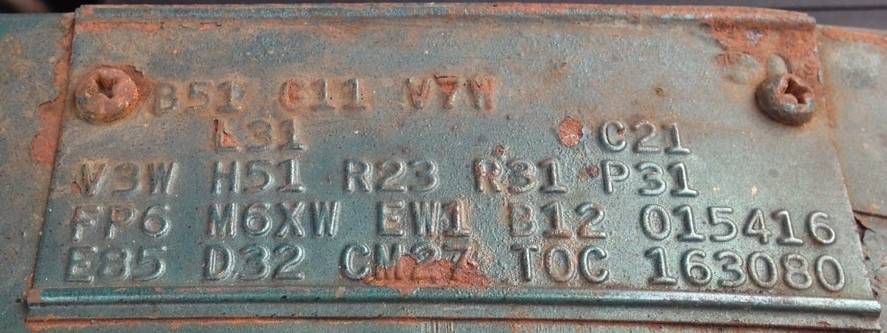 B51 G11 V7W
L31 C21
V3W H51 R23 R31 P31
FP6 M6XW EW1 B12 015416
E85 D32 CM27 TOC 163080